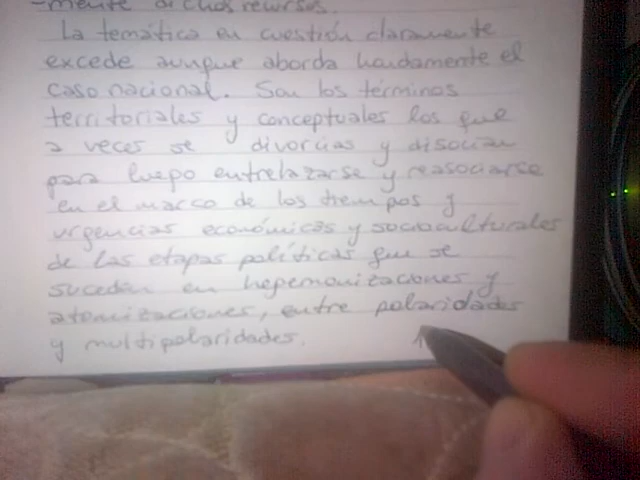 -mente dichos recursos.
La temática en cuestión claramente
excede aunque aborda hondamente el
caso nacional. Son los términos
territoriales y conceptuales los que
a veces se divorcias y disocian
para luego entrelazarse y reasociarse
en el marco de los tiempos y
urgencias económicas y socioculturales
de las etapas políticas que se
sucedan en hegemonizaciones y
atomizaciones, entre polaridades
y multipolaridades.